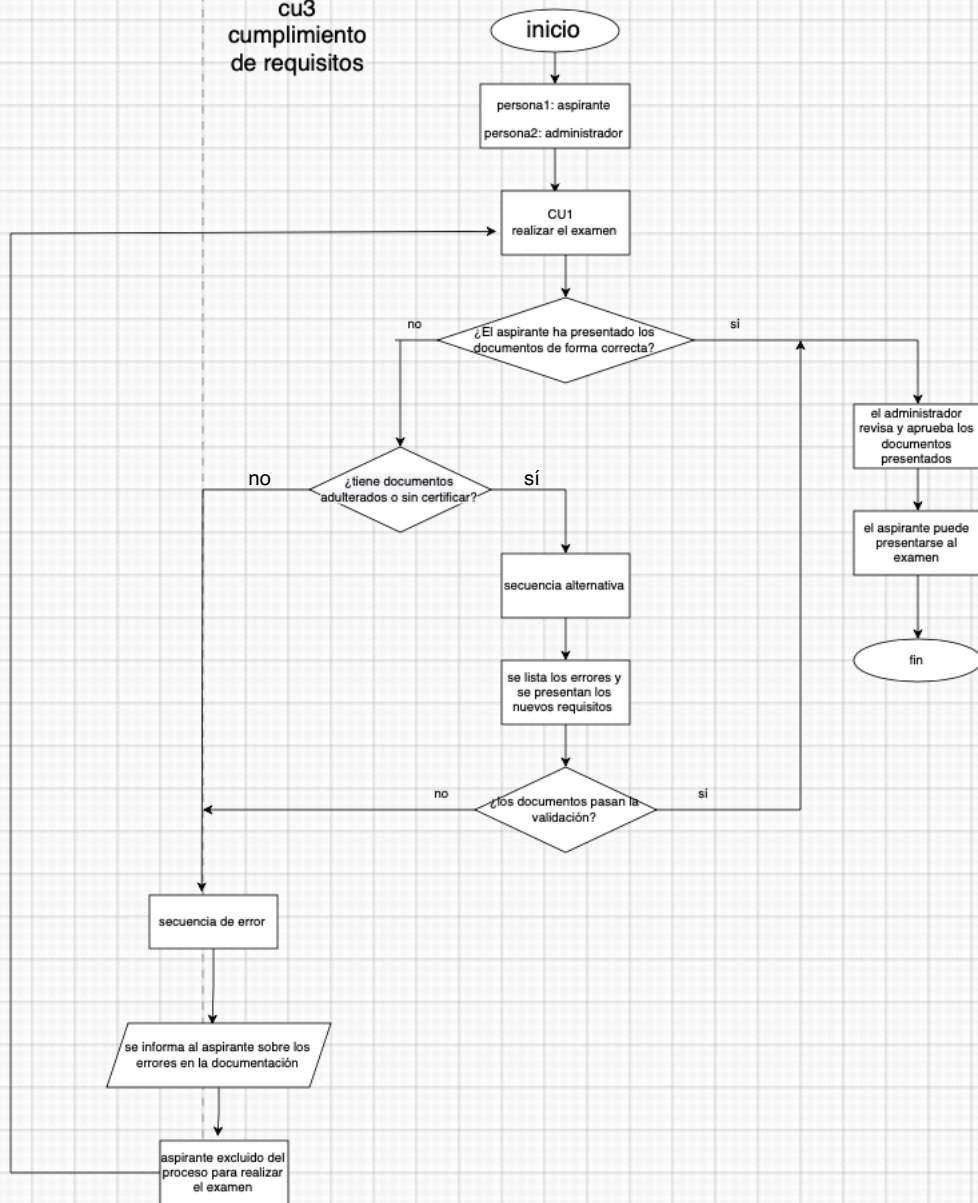 cu3
cumplimiento
de requisitos
inicio
persona1: aspirante
persona2: administrador
CU1
realizar el examen
no
¿El aspirante ha presentado los
documentos de forma correcta?
sí
el administrador
revisa y aprueba los
documentos
presentados
no
¿tiene documentos
adulterados o sin certificar?
sí
el aspirante puede
presentarse al
examen
secuencia alternativa
fin
se lista los errores y
se presentan los
nuevos requisitos
no
¿los documentos pasan la
validación?
sí
secuencia de error
se informa al aspirante sobre los
errores en la documentación
aspirante excluido del
proceso para realizar
el examen